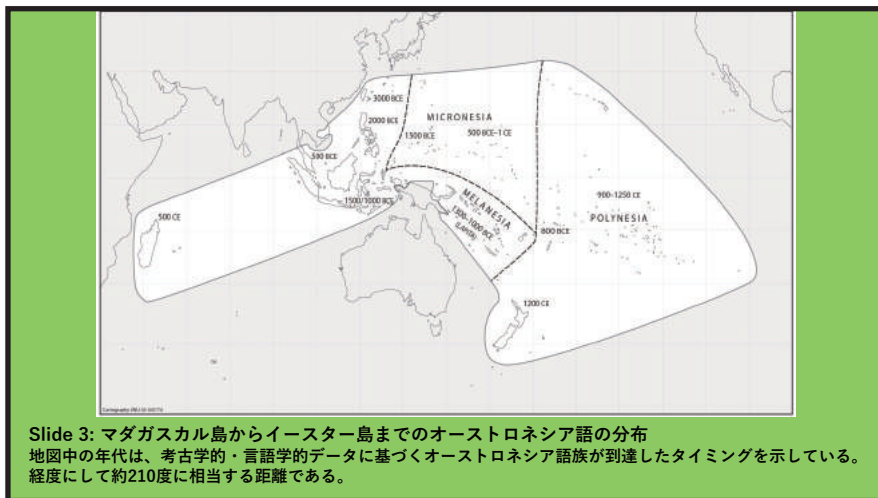 > 3000 BCE
2000 BCE
MICRONESIA
1500 BCE
500 BCE–1 CE
500 BCE
MELANESIA
900–1250 CE
1500/1000 BCE
1300–1000 BCE
(LAPITA)
500 CE
POLYNESIA
800 BCE
1200 CE
Slide 3: マダガスカル島からイースター島までのオーストロネシア語の分布
地図中の年代は、考古学的・言語学的データに基づくオーストロネシア語族が到達したタイミングを示している。
経度にして約210度に相当する距離である。